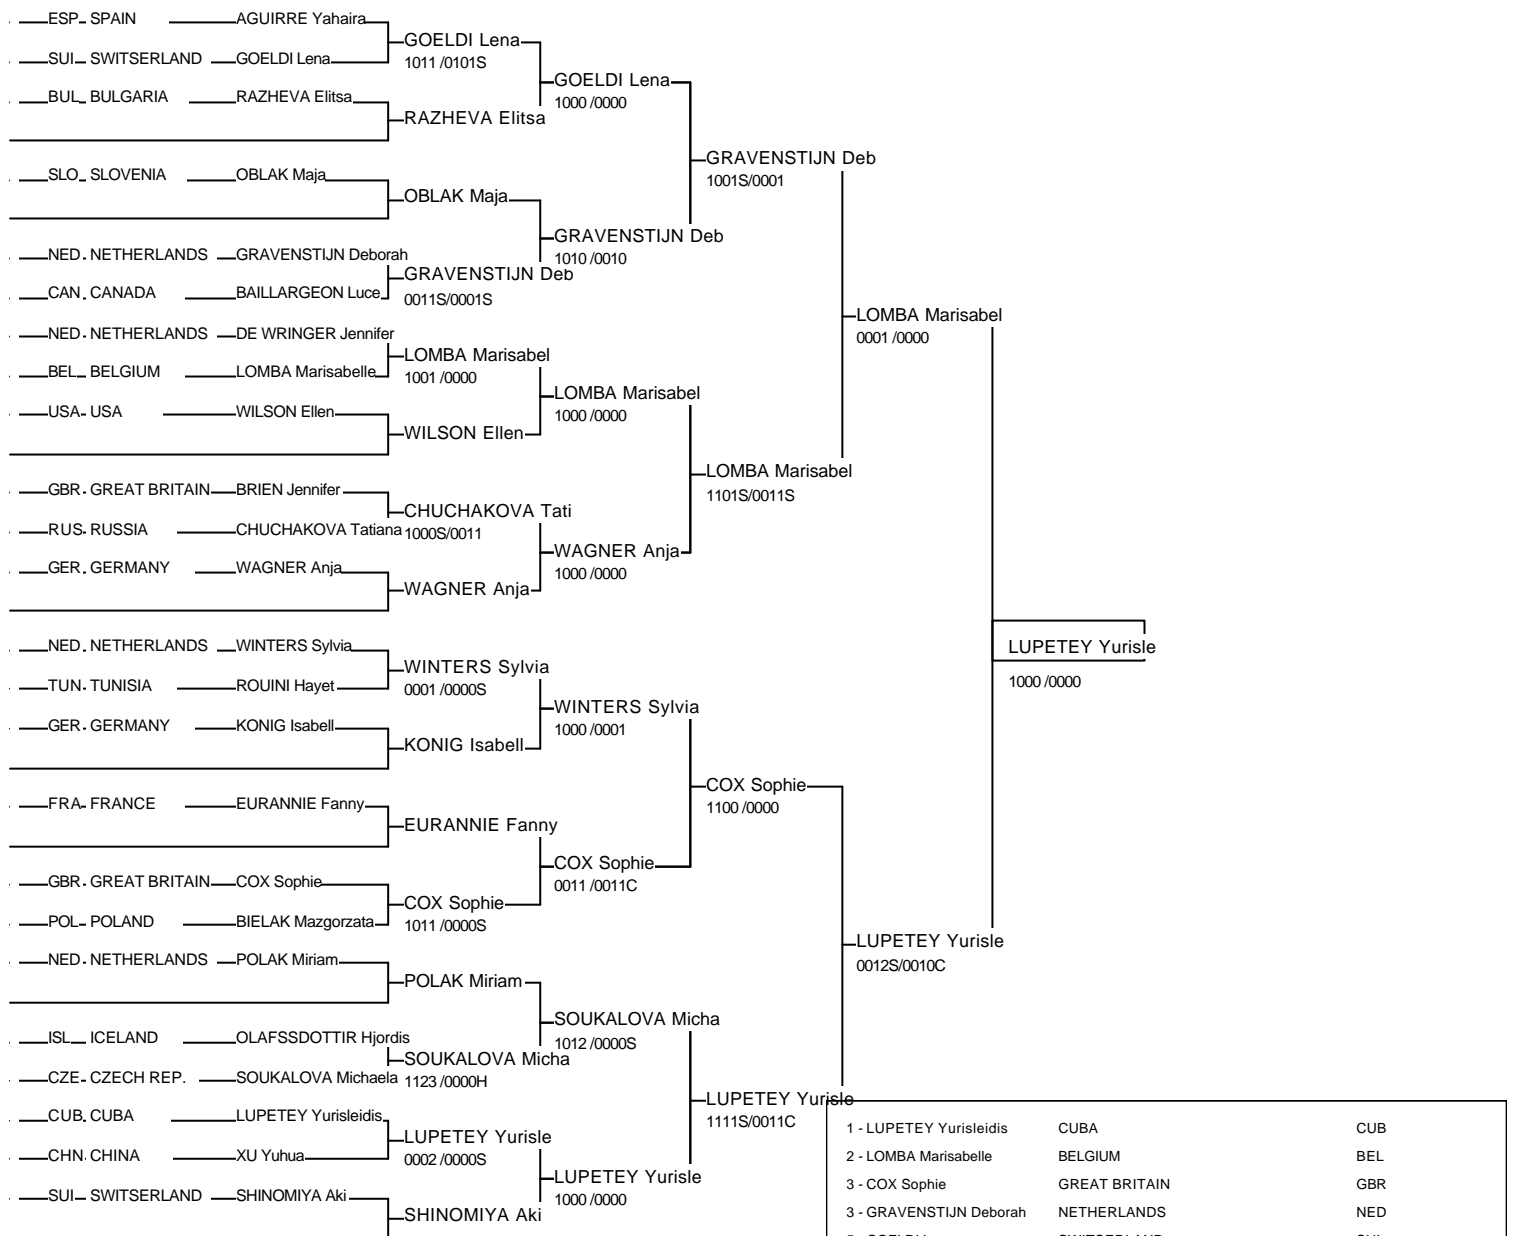 ESP SPAIN AGUIRRE Yahaira
GOELDI Lena
SUI SWITSERLAND GOELDI Lena
1011 /0101S
GOELDI Lena
BUL BULGARIA RAZHEVA Elitsa
1000 /0000
RAZHEVA Elitsa
GRAVENSTIJN Deb
SLO SLOVENIA OBLAK Maja
1001S/0001
OBLAK Maja
GRAVENSTIJN Deb
NED NETHERLANDS GRAVENSTIJN Deborah
1010 /0010
GRAVENSTIJN Deb
CAN CANADA BAILLARGEON Luce
0011S/0001S
LOMBA Marisabel
NED NETHERLANDS DE WRINGER Jennifer
0001 /0000
LOMBA Marisabel
BEL BELGIUM LOMBA Marisabelle
1001 /0000
LOMBA Marisabel
USA USA WILSON Ellen
1000 /0000
WILSON Ellen
LOMBA Marisabel
GBR GREAT BRITAIN BRIEN Jennifer
1101S/0011S
CHUCHAKOVA Tati
RUS RUSSIA CHUCHAKOVA Tatiana
1000S/0011
WAGNER Anja
GER GERMANY WAGNER Anja
1000 /0000
WAGNER Anja
NED NETHERLANDS WINTERS Sylvia
LUPETEY Yurisle
WINTERS Sylvia
TUN TUNISIA ROUINI Hayet
1000 /0000
0001 /0000S
WINTERS Sylvia
GER GERMANY KONIG Isabell
1000 /0001
KONIG Isabell
COX Sophie
FRA FRANCE EURANNIE Fanny
1100 /0000
EURANNIE Fanny
COX Sophie
GBR GREAT BRITAIN COX Sophie
0011 /0011C
COX Sophie
POL POLAND BIELAK Mazgorzata
1011 /0000S
LUPETEY Yurisle
NED NETHERLANDS POLAK Miriam
0012S/0010C
POLAK Miriam
SOUKALOVA Micha
ISL ICELAND OLAFSSDOTTIR Hjordis
1012 /0000S
SOUKALOVA Micha
CZE CZECH REP. SOUKALOVA Michaela
1123 /0000H
LUPETEY Yurisle
CUB CUBA LUPETEY Yurisleidis
1111S/0011C
LUPETEY Yurisle
CHN CHINA XU Yuhua
0002 /0000S
LUPETEY Yurisle
SUI SWITSERLAND SHINOMIYA Aki
1000 /0000
SHINOMIYA Aki
1 - LUPETEY Yurisleidis CUBA CUB
2 - LOMBA Marisabelle BELGIUM BEL
3 - COX Sophie GREAT BRITAIN GBR
3 - GRAVENSTIJN Deborah NETHERLANDS NED